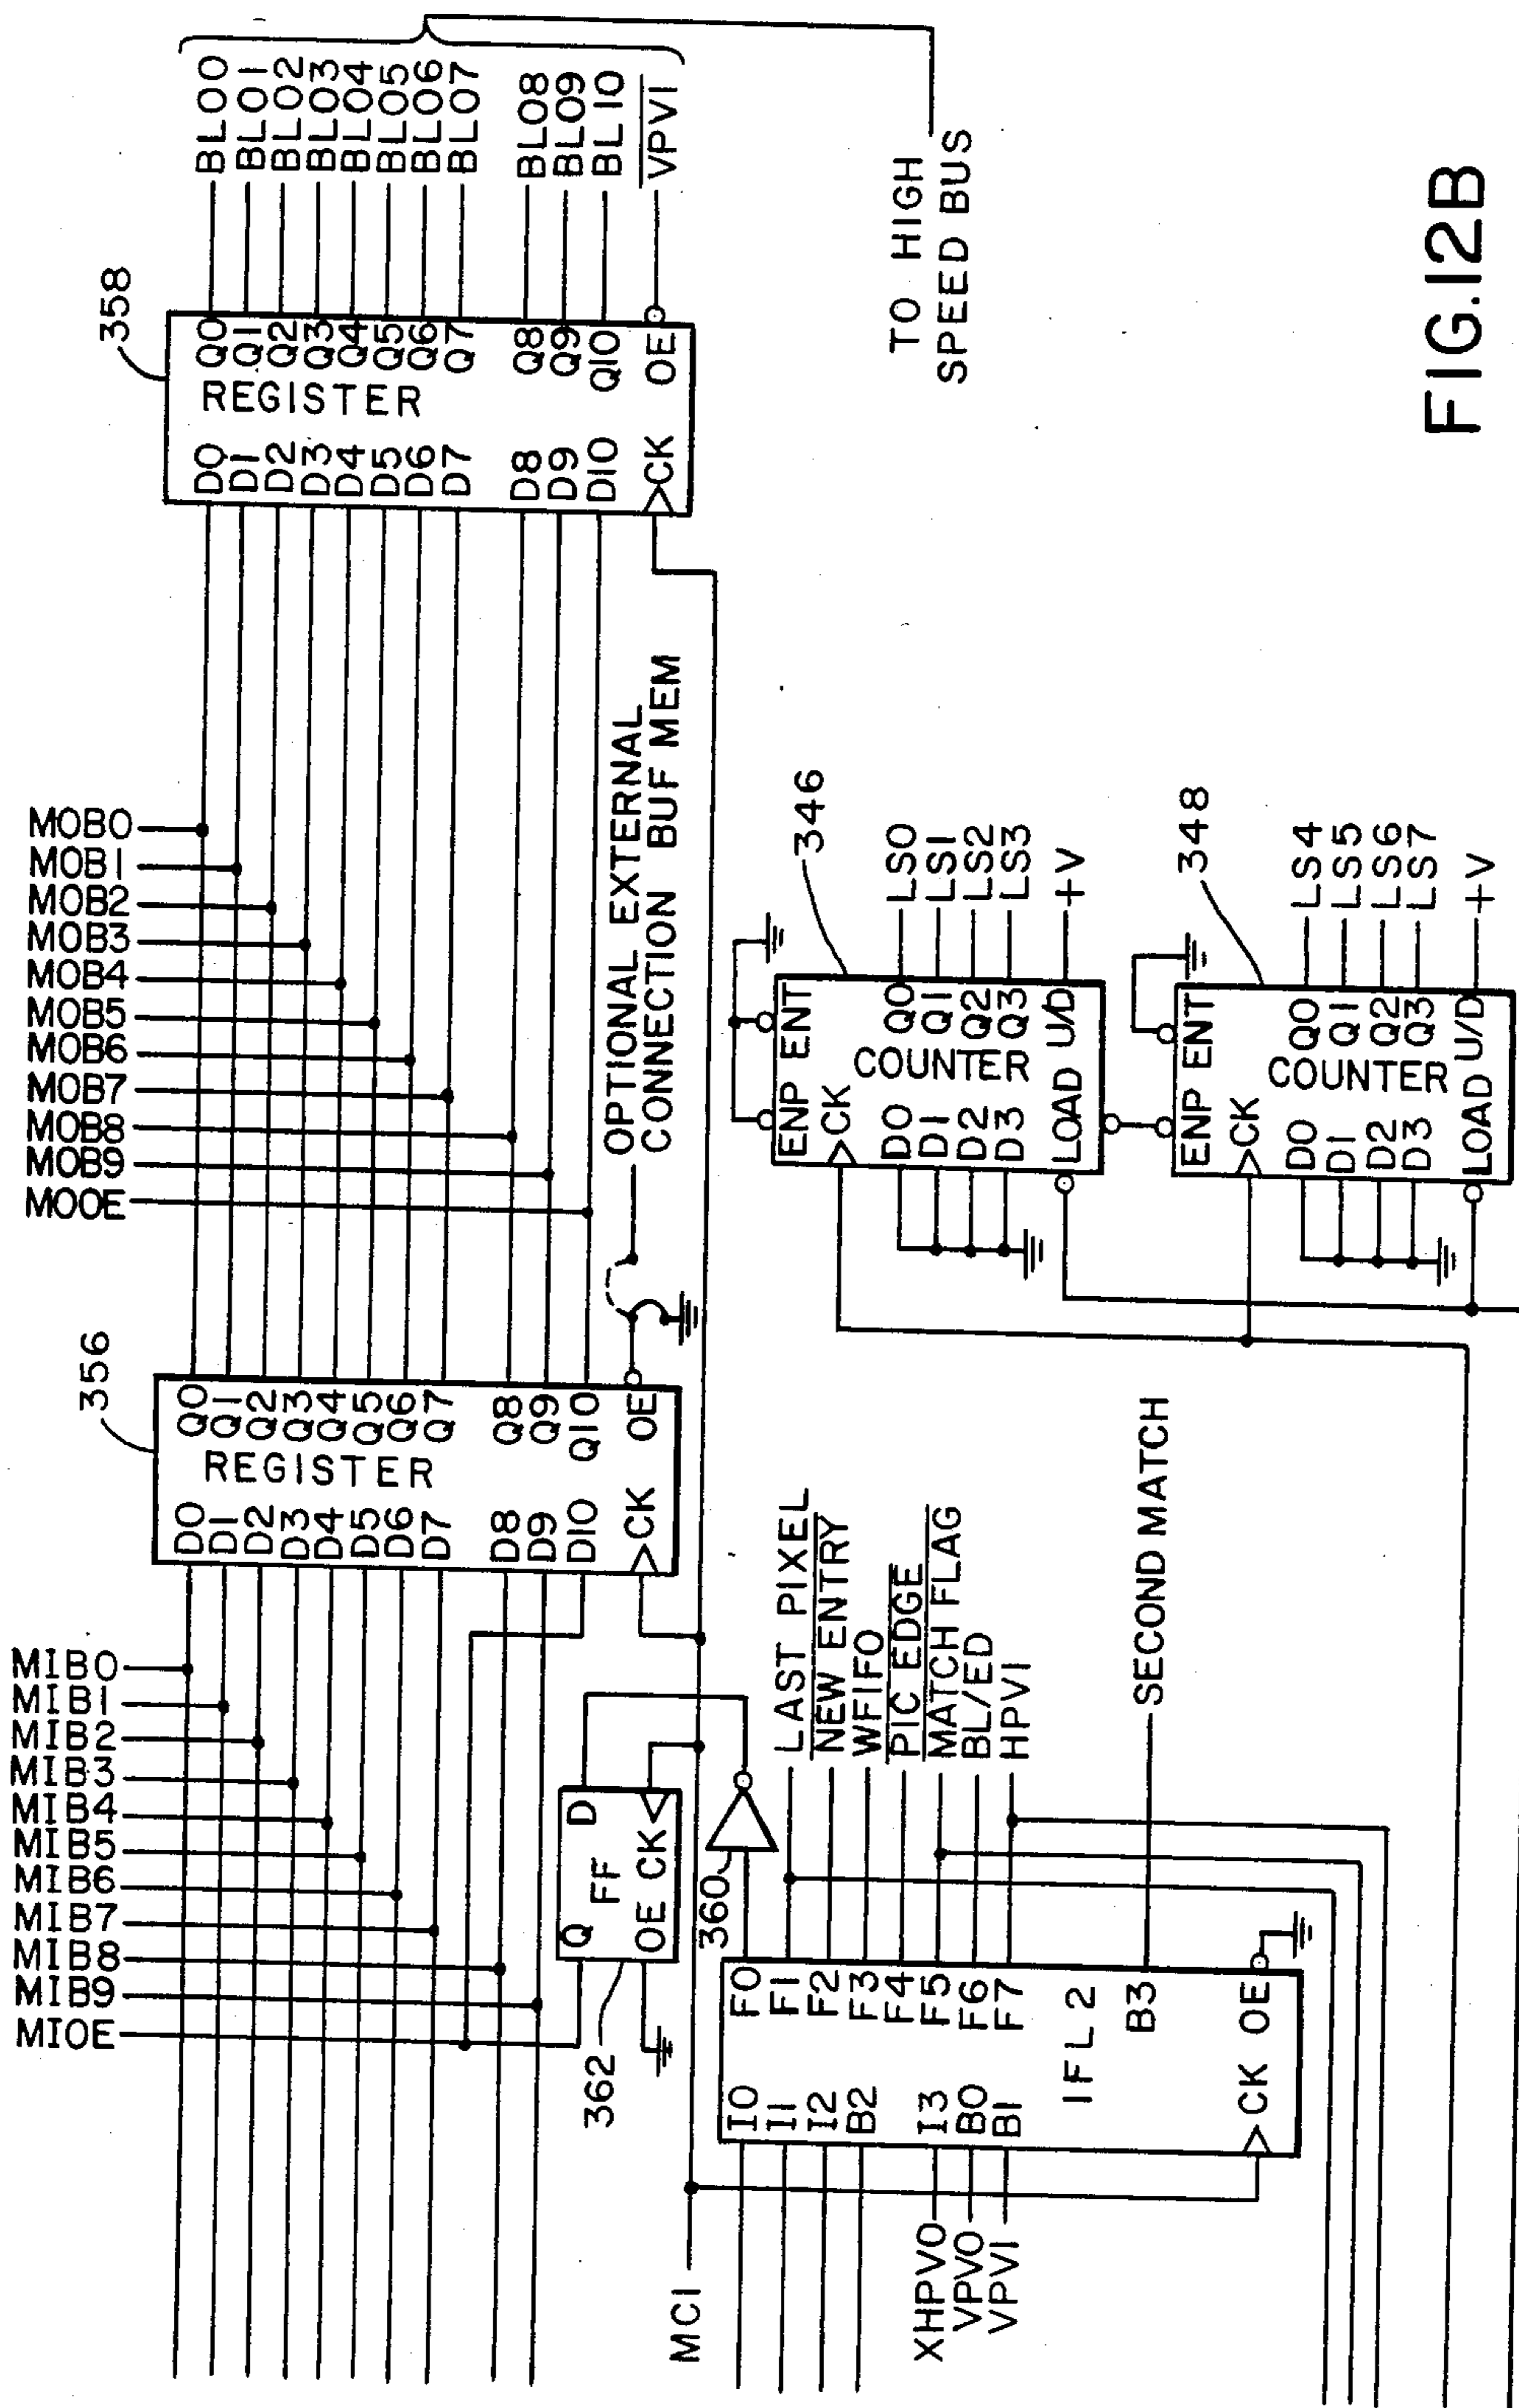 MIB0
MIB1
MIB2
MIB3
MIB4
MIB5
MIB6
MIB7
MIB8
MIB9
MIOE
MOB0
MOB1
MOB2
MOB3
MOB4
MOB5
MOB6
MOB7
MOB8
MOB9
MOOE
356
D0 Q0
D1 Q1
D2 Q2
D3 Q3
D4 Q4
D5 Q5
D6 Q6
D7 Q7
REGISTER
D8 Q8
D9 Q9
D10 Q10
CK OE
358
D0 Q0
D1 Q1
D2 Q2
D3 Q3
D4 Q4
D5 Q5
D6 Q6
D7 Q7
REGISTER
D8 Q8
D9 Q9
D10 Q10
CK OE
BL00
BL01
BL02
BL03
BL04
BL05
BL06
BL07
BL08
BL09
BL10
VPVI
TO HIGH
SPEED BUS
OPTIONAL EXTERNAL
CONNECTION BUF MEM
362
Q D
FF
OE CK
360
MCI
I0 F0
I1 F1
I2 F2
B2 F3
F4
I3 F5
B0 F6
B1 F7
IFL 2
B3
CK OE
XHPVO
VPVO
VPVI
LAST PIXEL
NEW ENTRY
WFIFO
PIC EDGE
MATCH FLAG
BL/ED
HPVI
SECOND MATCH
346
ENP ENT
CK
D0 Q0
D1 Q1
D2 Q2
D3 Q3
COUNTER
LOAD U/D
LS0
LS1
LS2
LS3
+V
348
ENP ENT
CK
D0 Q0
D1 Q1
D2 Q2
D3 Q3
COUNTER
LOAD U/D
LS4
LS5
LS6
LS7
+V
FIG.12B